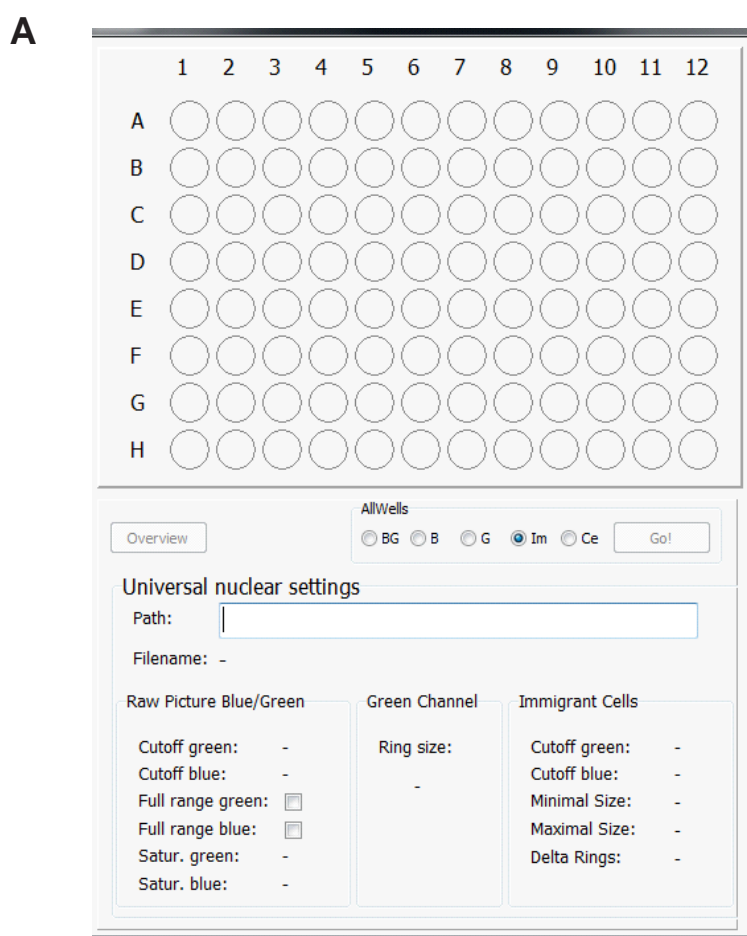 A
1 2 3 4 5 6 7 8 9 10 11 12
A
B
C
D
E
F
G
H
AllWells
Overview BG B G Im Ce Go!
Universal nuclear settings
Path:
Filename: -
Raw Picture Blue/Green Green Channel Immigrant Cells
Cutoff green: - Ring size: Cutoff green: -
Cutoff blue: - - Cutoff blue: -
Full range green: Minimal Size: -
Full range blue: Maximal Size: -
Satur. green: - Delta Rings: -
Satur. blue: -